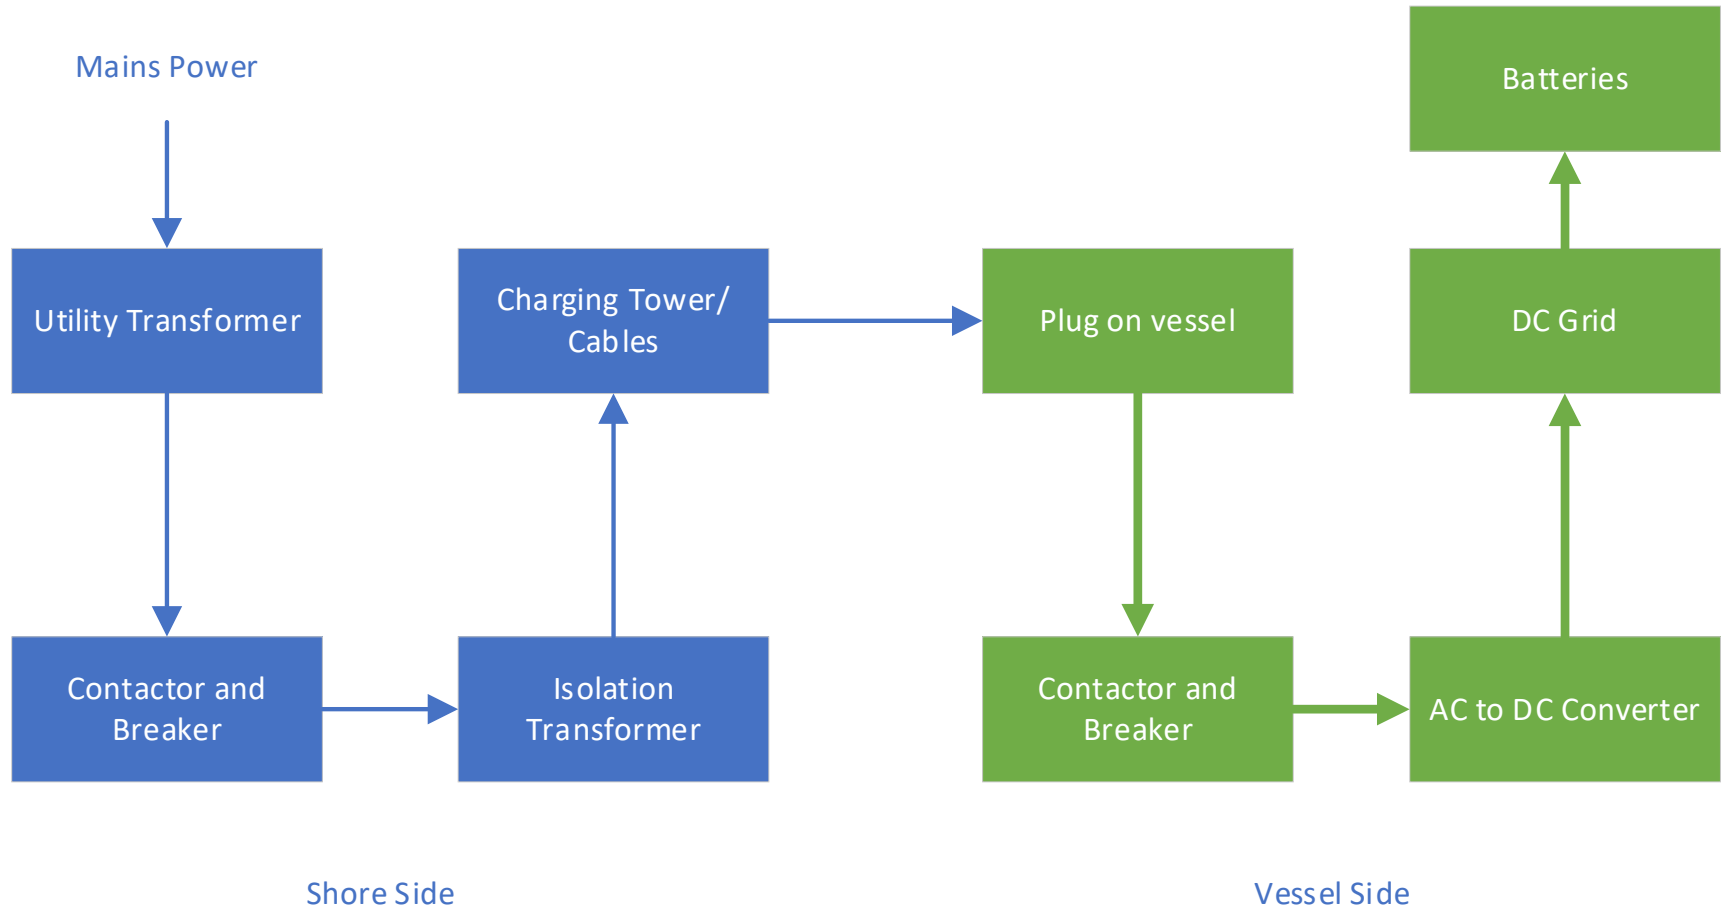 Mains Power
Utility Transformer
Contactor and
Breaker
Isolation
Transformer
Charging Tower/
Cables
Plug on vessel
Contactor and
Breaker
AC to DC Converter
DC Grid
Batteries
Shore Side
Vessel Side